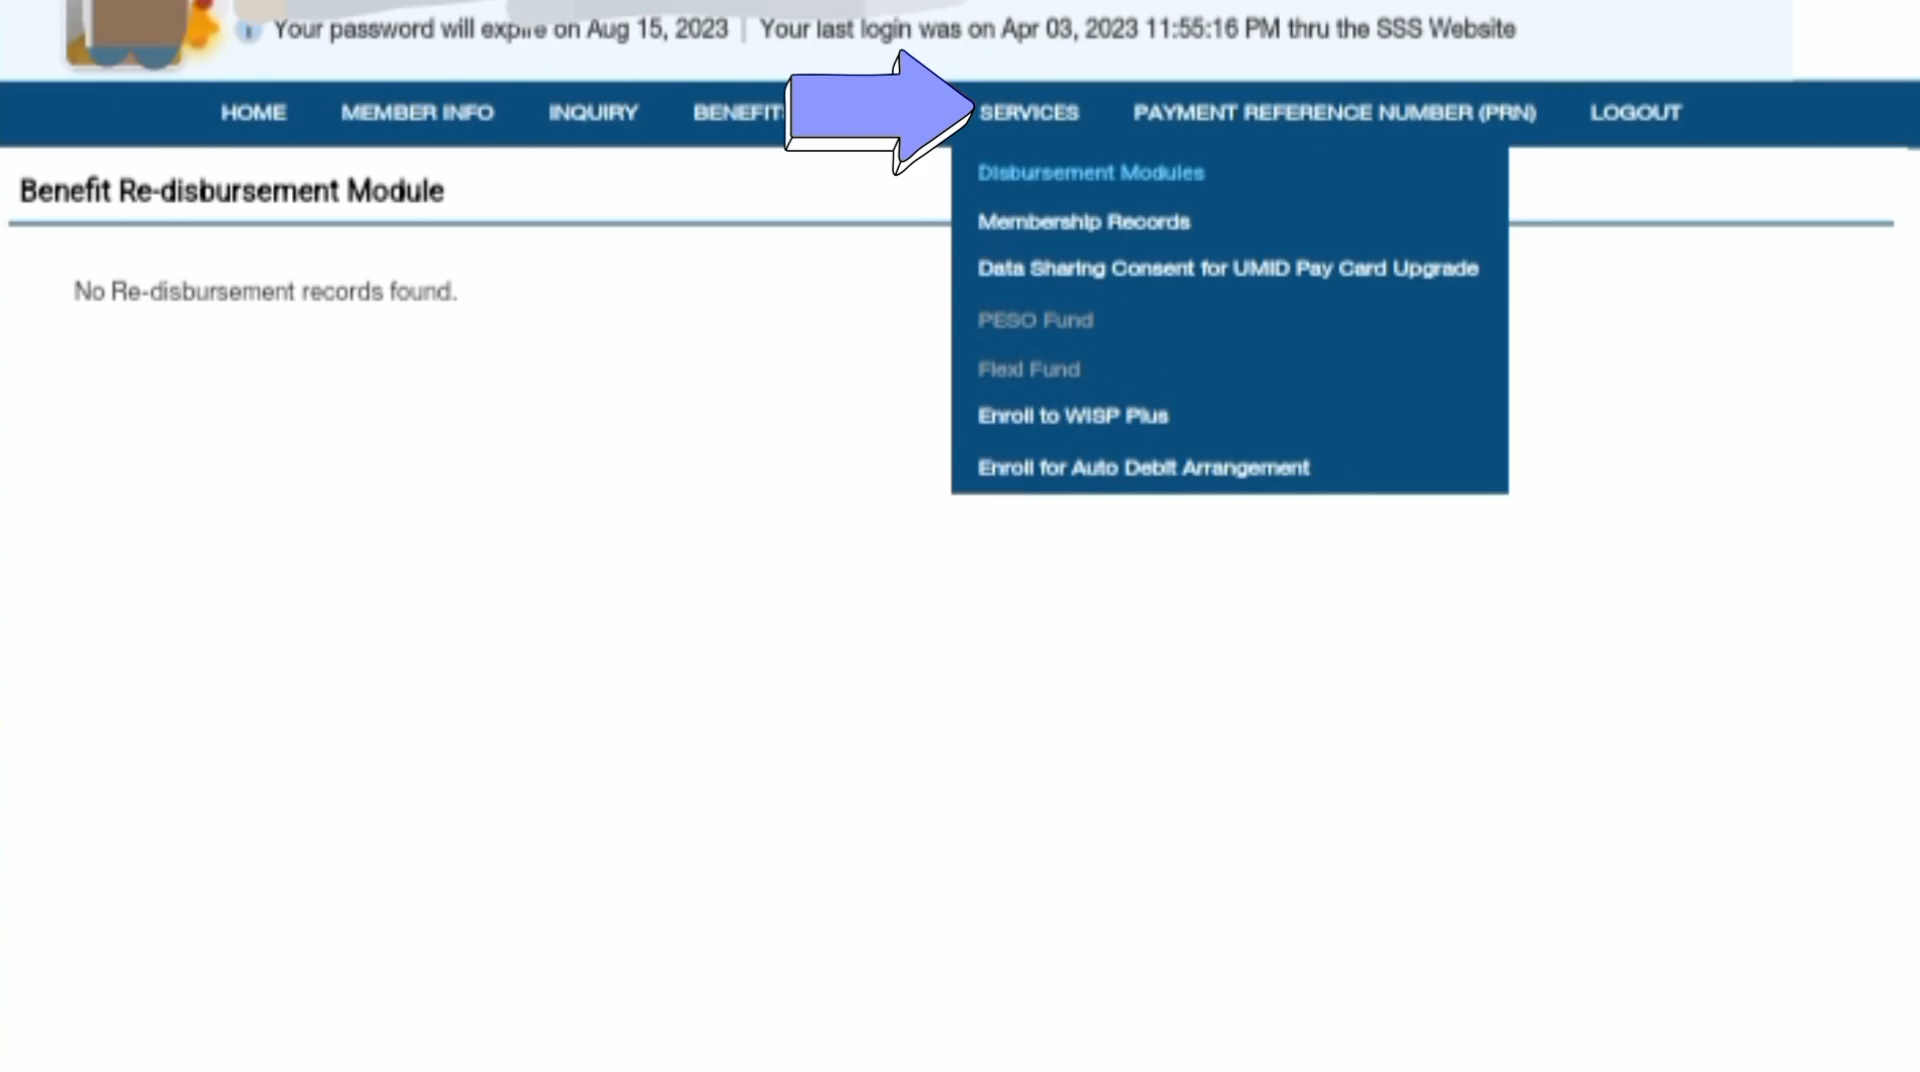 Your password will expire on Aug 15, 2023 | Your last login was on Apr 03, 2023 11:55:16 PM thru the SSS Website
HOME MEMBER INFO INQUIRY BENEFIT SERVICES PAYMENT REFERENCE NUMBER (PRN) LOGOUT
Benefit Re-disbursement Module
No Re-disbursement records found.
Disbursement Modules
Membership Records
Data Sharing Consent for UMID Pay Card Upgrade
PESO Fund
Flexi Fund
Enroll to WISP Plus
Enroll for Auto Debit Arrangement